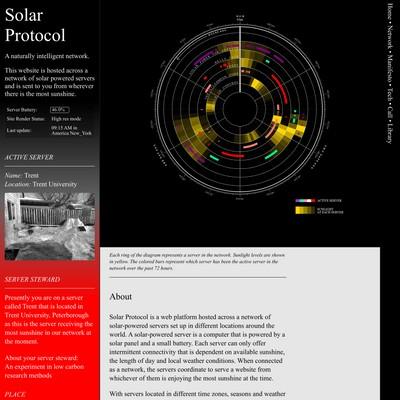 Solar
Protocol
A naturally intelligent network.
This website is hosted across a
network of solar powered servers
and is sent to you from wherever
there is the most sunshine.
Server Battery: 46.0%
Site Render Status: High res mode
Last update: 09:15 AM in
America New_York
ACTIVE SERVER
Name: Trent
Location: Trent University
SERVER STEWARD
Presently you are on a server
called Trent that is located in
Trent University, Peterborough
as this is the server receiving the
most sunshine in our network at
the moment.
About your server steward:
An experiment in low carbon
research methods
PLACE
ACTIVE SERVER
SUNLIGHT
AT EACH SERVER
Home • Network • Manifesto • Tech • Call • Library
Each ring of the diagram represents a server in the network. Sunlight levels are shown
in yellow. The colored bars represent which server has been the active server in the
network over the past 72 hours.
About
Solar Protocol is a web platform hosted across a network of
solar-powered servers set up in different locations around the
world. A solar-powered server is a computer that is powered by a
solar panel and a small battery. Each server can only offer
intermittent connectivity that is dependent on available sunshine,
the length of day and local weather conditions. When connected
as a network, the servers coordinate to serve a website from
whichever of them is enjoying the most sunshine at the time.
With servers located in different time zones, seasons and weather